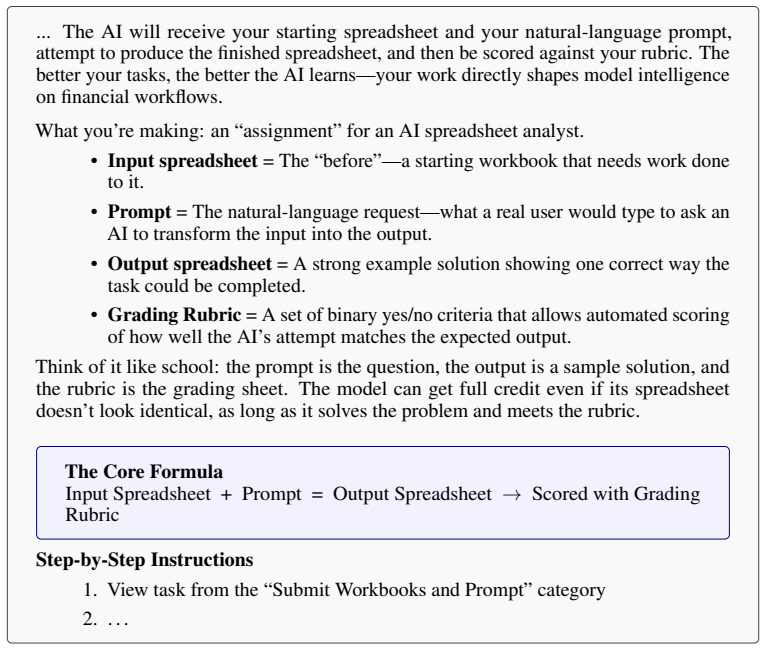 ... The AI will receive your starting spreadsheet and your natural-language prompt,
attempt to produce the finished spreadsheet, and then be scored against your rubric. The
better your tasks, the better the AI learns—your work directly shapes model intelligence
on financial workflows.
What you're making: an “assignment” for an AI spreadsheet analyst.
• Input spreadsheet = The “before”—a starting workbook that needs work done
to it.
• Prompt = The natural-language request—what a real user would type to ask an
AI to transform the input into the output.
• Output spreadsheet = A strong example solution showing one correct way the
task could be completed.
• Grading Rubric = A set of binary yes/no criteria that allows automated scoring
of how well the AI's attempt matches the expected output.
Think of it like school: the prompt is the question, the output is a sample solution, and
the rubric is the grading sheet. The model can get full credit even if its spreadsheet
doesn't look identical, as long as it solves the problem and meets the rubric.
The Core Formula
Input Spreadsheet + Prompt = Output Spreadsheet → Scored with Grading
Rubric
Step-by-Step Instructions
1. View task from the “Submit Workbooks and Prompt” category
2. ...